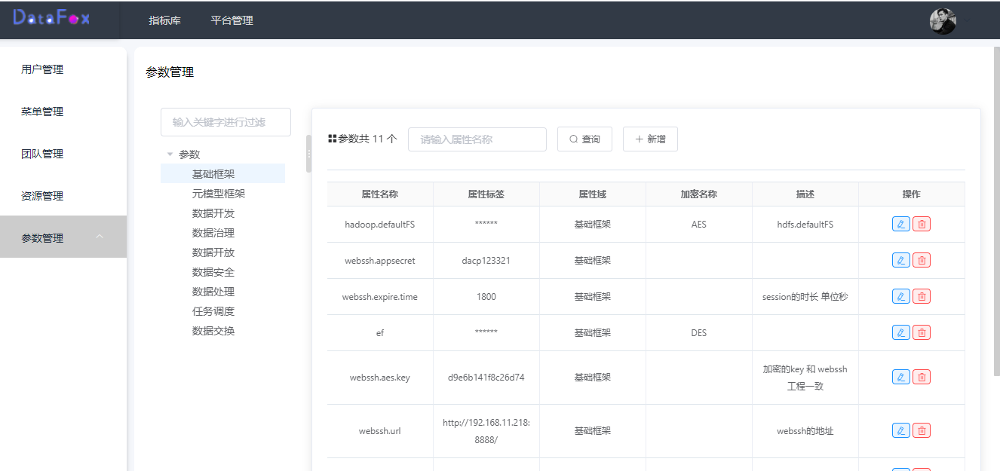 DataFox
指标库
平台管理
用户管理
菜单管理
团队管理
资源管理
参数管理
参数管理
输入关键字进行过滤
参数
基础框架
元模型框架
数据开发
数据治理
数据开放
数据安全
数据处理
任务调度
数据交换
参数共 11 个
请输入属性名称
查询
新增
属性名称 属性标签 属性域 加密名称 描述 操作
hadoop.defaultFS ****** 基础框架 AES hdfs.defaultFS
webssh.appsecret dacp123321 基础框架
webssh.expire.time 1800 基础框架 session的时长 单位秒
ef ****** 基础框架 DES
webssh.aes.key d9e6b141f8c26d74 基础框架 加密的key 和 webssh
工程一致
webssh.url http://192.168.11.218:
8888/ 基础框架 webssh的地址